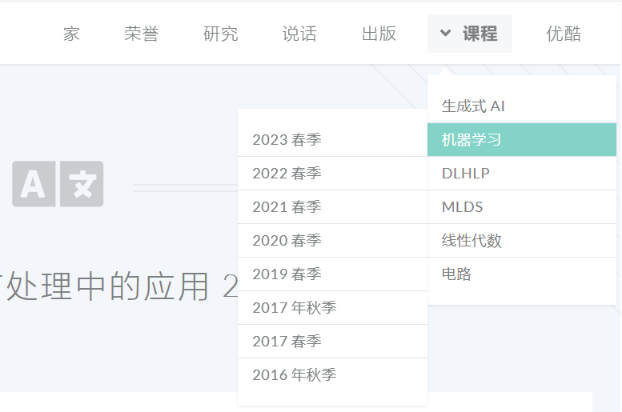 家 荣誉 研究 说话 出版 课程 优酷
生成式 AI
机器学习
DLHLP
MLDS
线性代数
电路
2023 春季
2022 春季
2021 春季
2020 春季
2019 春季
2017 年秋季
2017 春季
2016 年秋季
A 文
处理中的应用 2